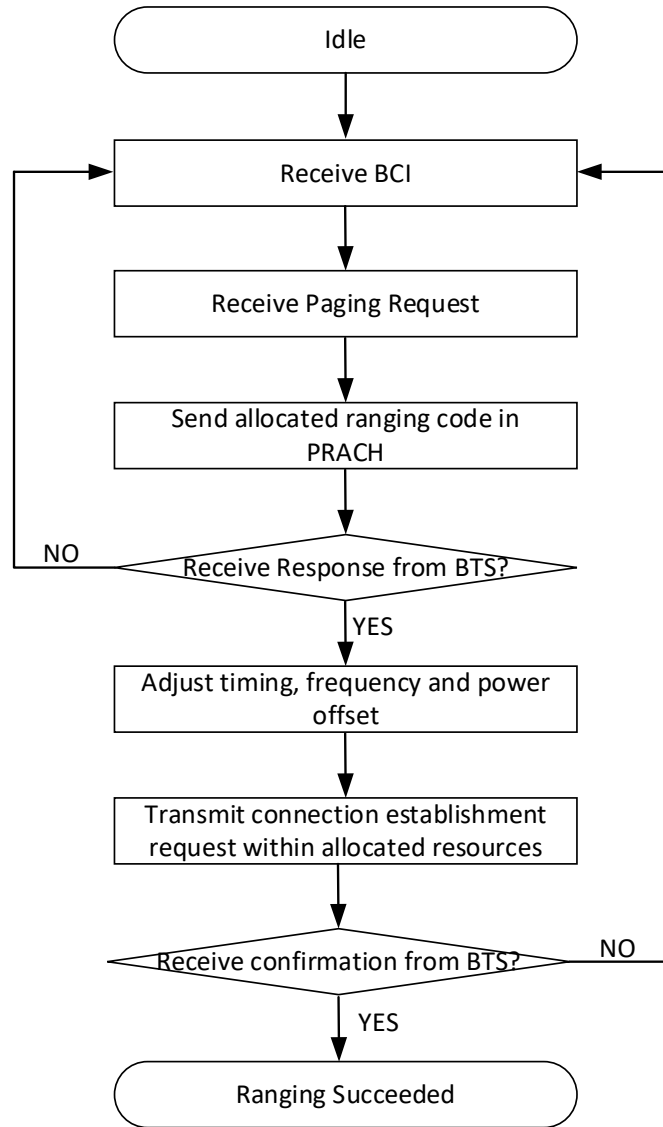 Idle
Receive BCI
Receive Paging Request
Send allocated ranging code in
PRACH
NO
Receive Response from BTS?
YES
Adjust timing, frequency and power
offset
Transmit connection establishment
request within allocated resources
Receive confirmation from BTS?
NO
YES
Ranging Succeeded